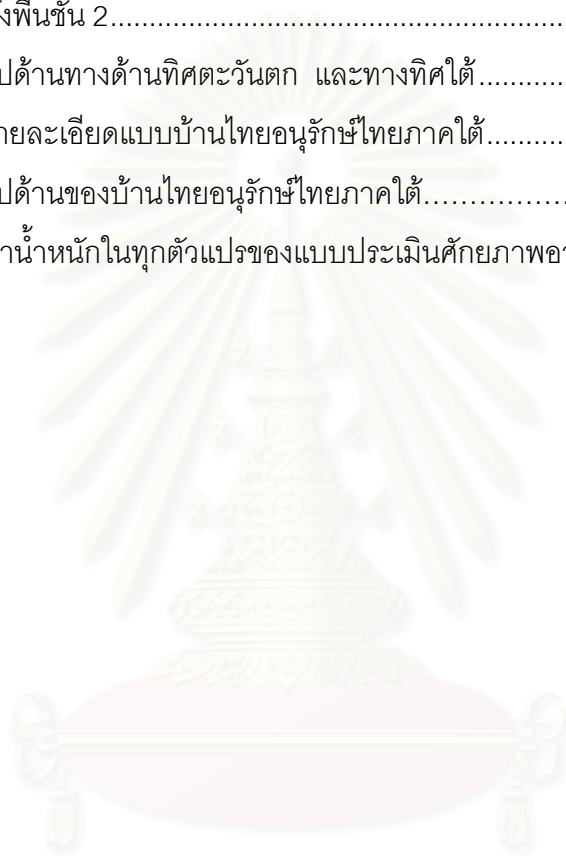 งพื้นชั้น 2..........................................................
ปด้านทางด้านทิศตะวันตก และทางทิศใต้...........
ายละเอียดแบบบ้านไทยอนุรักษ์ไทยภาคใต้..........
ปด้านของบ้านไทยอนุรักษ์ไทยภาคใต้................
าน้ำหนักในทุกตัวแปรของแบบประเมินศักยภาพอา